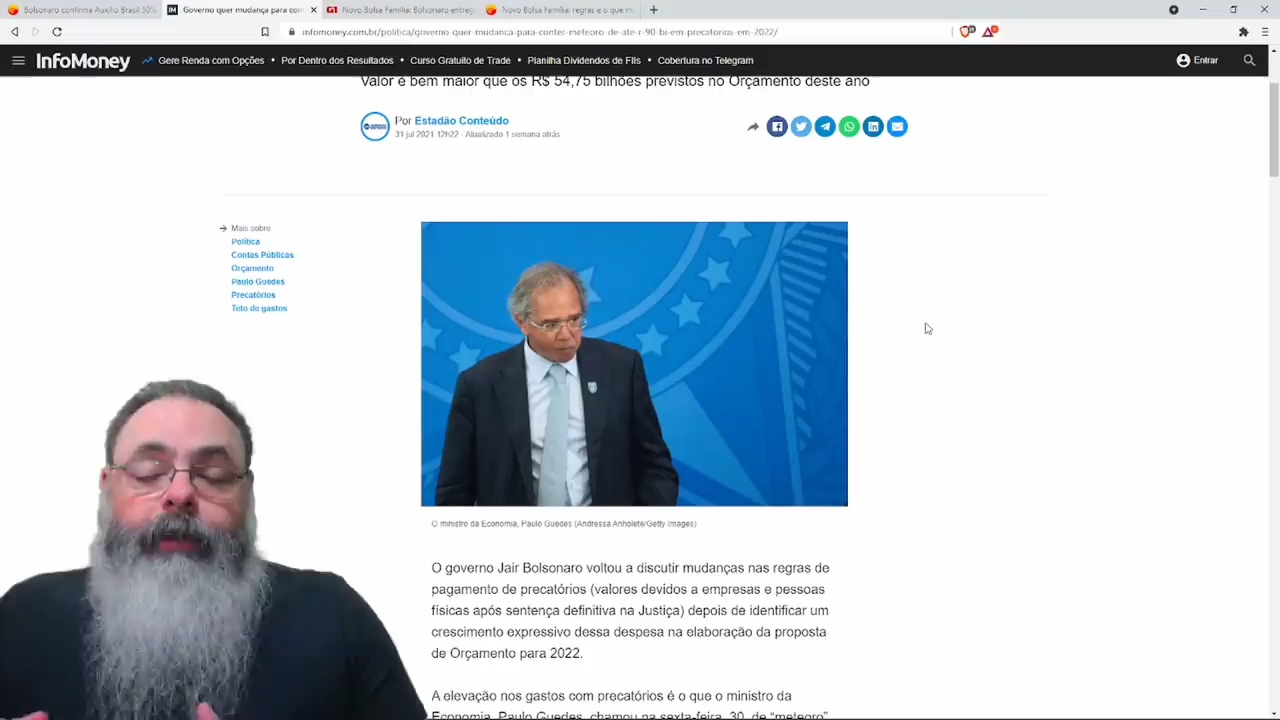 Bolsonaro confirma Auxílio Brasil 50%
Governo quer mudança para con
Novo Bolsa Família: Bolsonaro entreg
Novo Bolsa Família: regras e o que m
infomoney.com.br/politica/governo-quer-mudanca-para-conter-meteoro-de-ate-r-90-bi-em-precatorios-em-2022/
InfoMoney
Gere Renda com Opções • Por Dentro dos Resultados • Curso Gratuito de Trade • Planilha Dividendos de FIIs • Cobertura no Telegram
Entrar
Valor é bem maior que os R$ 54,75 bilhões previstos no Orçamento deste ano
Por Estadão Conteúdo
31 jul 2021 12h22 - Atualizado 1 semana atrás
Mais sobre
Política
Contas Públicas
Orçamento
Paulo Guedes
Precatórios
Teto de gastos
O ministro da Economia, Paulo Guedes (Andressa Anholete/Getty Images)
O governo Jair Bolsonaro voltou a discutir mudanças nas regras de
pagamento de precatórios (valores devidos a empresas e pessoas
físicas após sentença definitiva na Justiça) depois de identificar um
crescimento expressivo dessa despesa na elaboração da proposta
de Orçamento para 2022.
A elevação nos gastos com precatórios é o que o ministro da
Economia, Paulo Guedes, chamou na sexta-feira, 30, de "meteoro"